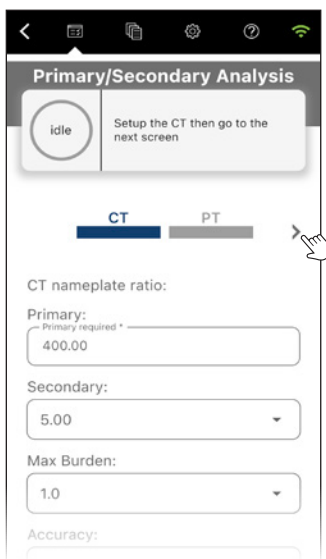 Primary/Secondary Analysis
idle
Setup the CT then go to the
next screen
CT
PT
CT nameplate ratio:
Primary:
Primary required *
400.00
Secondary:
5.00
Max Burden:
1.0
Accuracy: